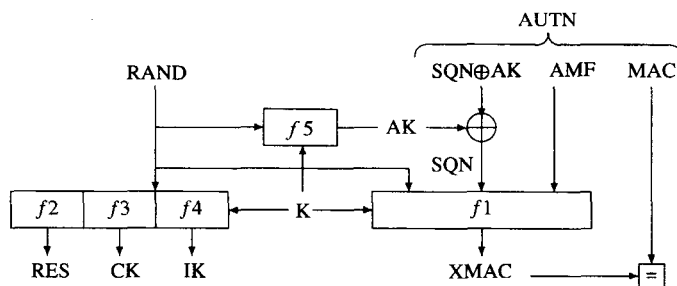 AUTN
RAND SQN⊕AK AMF MAC
f5 AK
SQN
f2 f3 f4 K f1
RES CK IK XMAC =